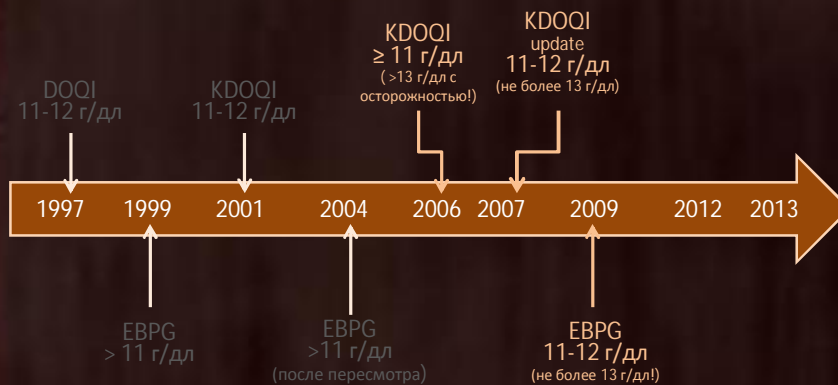 DOQI
11-12 г/дл
KDOQI
11-12 г/дл
KDOQI
≥ 11 г/дл
( >13 г/дл с
осторожностью!)
KDOQI
update
11-12 г/дл
(не более 13 г/дл)
1997 1999 2001 2004 2006 2007 2009 2012 2013
EBPG
> 11 г/дл
EBPG
>11 г/дл
(после пересмотра)
EBPG
11-12 г/дл
(не более 13 г/дл!)